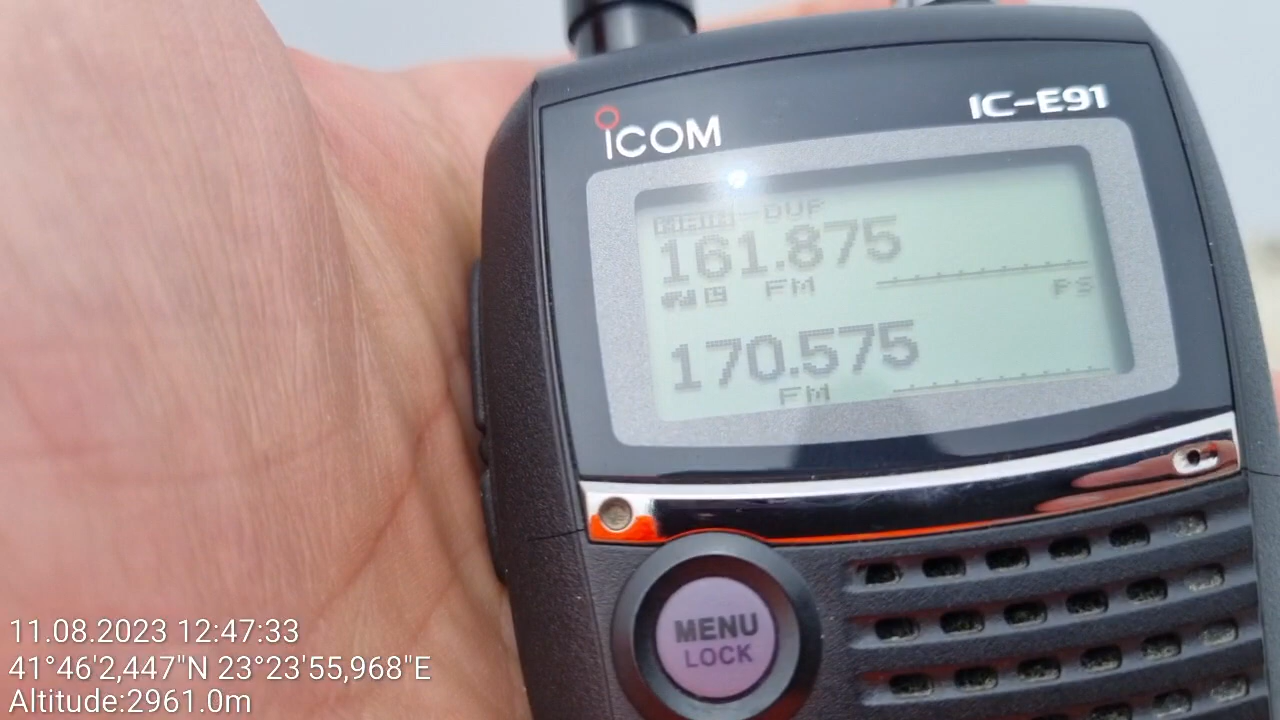 iCOM
IC-E91
-DUP
161.875
FM
PS
170.575
FM
MENU
LOCK
11.08.2023 12:47:33
41°46'2,447"N 23°23'55,968"E
Altitude:2961.0m